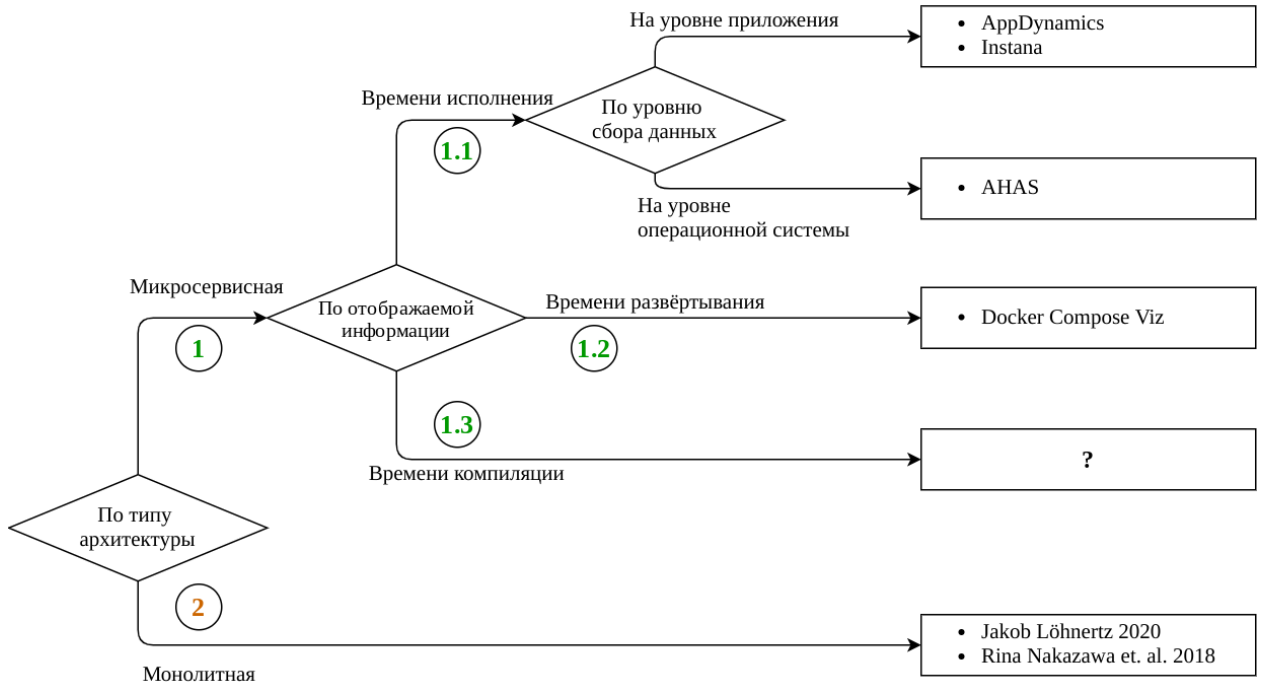 На уровне приложения
• AppDynamics
• Instana
Времени исполнения
По уровню
сбора данных
1.1
• AHAS
На уровне
операционной системы
Микросервисная
По отображаемой
информации
Времени развёртывания
• Docker Compose Viz
1
1.2
1.3
Времени компиляции
?
По типу
архитектуры
2
• Jakob Löhnertz 2020
• Rina Nakazawa et. al. 2018
Монолитная